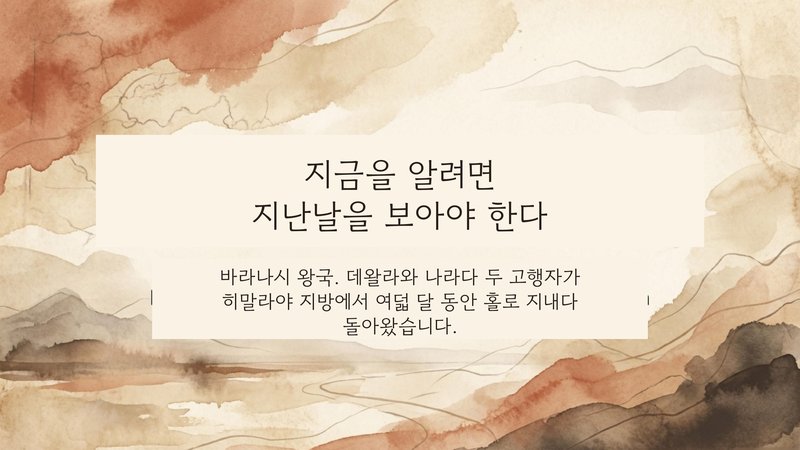 지금을 알려면
지난날을 보아야 한다
바라나시 왕국. 데왈라와 나라다 두 고행자가
히말라야 지방에서 여덟 달 동안 홀로 지내다
돌아왔습니다.